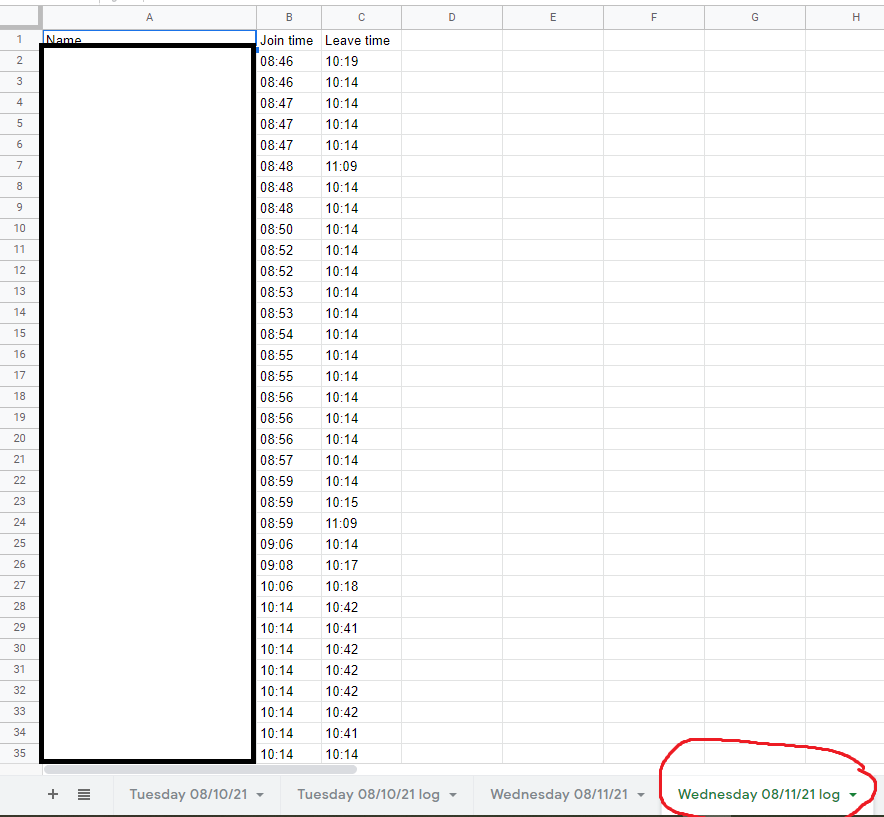 A B C D E F G H
1 Name Join time Leave time
2 08:46 10:19
3 08:46 10:14
4 08:47 10:14
5 08:47 10:14
6 08:47 10:14
7 08:48 11:09
8 08:48 10:14
9 08:48 10:14
10 08:50 10:14
11 08:52 10:14
12 08:52 10:14
13 08:53 10:14
14 08:53 10:14
15 08:54 10:14
16 08:55 10:14
17 08:55 10:14
18 08:56 10:14
19 08:56 10:14
20 08:56 10:14
21 08:57 10:14
22 08:59 10:14
23 08:59 10:15
24 08:59 11:09
25 09:06 10:14
26 09:08 10:17
27 10:06 10:18
28 10:14 10:42
29 10:14 10:41
30 10:14 10:42
31 10:14 10:42
32 10:14 10:42
33 10:14 10:42
34 10:14 10:41
35 10:14 10:14
Tuesday 08/10/21 Tuesday 08/10/21 log Wednesday 08/11/21 Wednesday 08/11/21 log